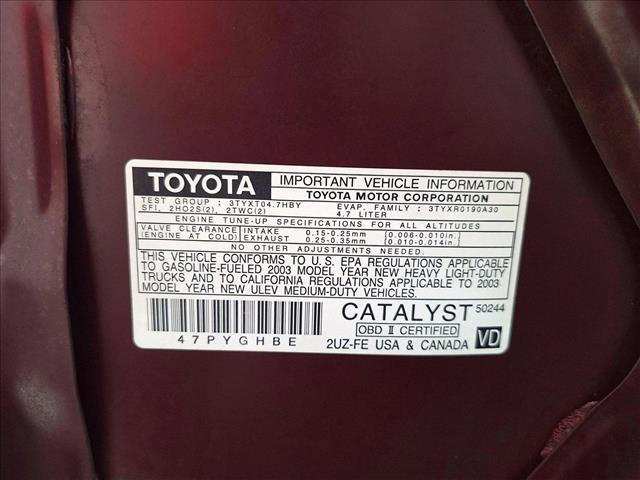 TOYOTA
IMPORTANT VEHICLE INFORMATION
TOYOTA MOTOR CORPORATION
TEST GROUP : 3TYXT04.7HBY EVAP. FAMILY : 3TYXR0190A30
SFI, 2HO2S(2), 2TWC(2) 4.7 LITER
ENGINE TUNE-UP SPECIFICATIONS FOR ALL ALTITUDES
VALVE CLEARANCE INTAKE 0.15-0.25mm [0.006-0.010in.]
(ENGINE AT COLD) EXHAUST 0.25-0.35mm [0.010-0.014in.]
NO OTHER ADJUSTMENTS NEEDED.
THIS VEHICLE CONFORMS TO U.S. EPA REGULATIONS APPLICABLE
TO GASOLINE-FUELED 2003 MODEL YEAR NEW HEAVY LIGHT-DUTY
TRUCKS AND TO CALIFORNIA REGULATIONS APPLICABLE TO 2003
MODEL YEAR NEW ULEV MEDIUM-DUTY VEHICLES.
CATALYST 50244
OBD II CERTIFIED
47PYGHBE
2UZ-FE USA & CANADA VD